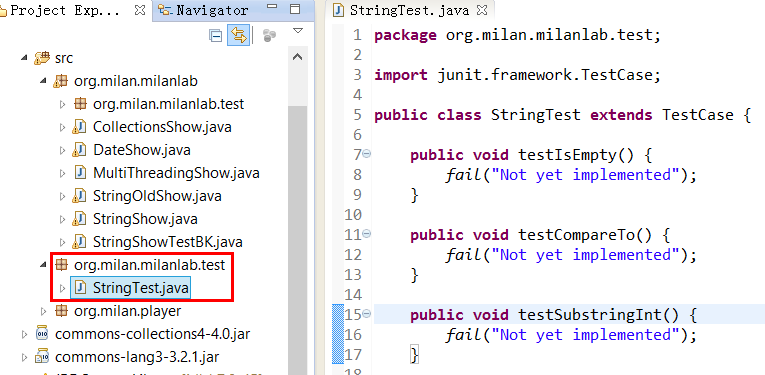 Project Exp...
Navigator
src
org.milan.milanlab
org.milan.milanlab.test
CollectionsShow.java
DateShow.java
MultiThreadingShow.java
StringOldShow.java
StringShow.java
StringShowTestBK.java
org.milan.milanlab.test
StringTest.java
org.milan.player
commons-collections4-4.0.jar
commons-lang3-3.2.1.jar
StringTest.java
1 package org.milan.milanlab.test;
2
3 import junit.framework.TestCase;
4
5 public class StringTest extends TestCase {
6
7 public void testIsEmpty() {
8 fail("Not yet implemented");
9 }
10
11 public void testCompareTo() {
12 fail("Not yet implemented");
13 }
14
15 public void testSubstringInt() {
16 fail("Not yet implemented");
17 }
18